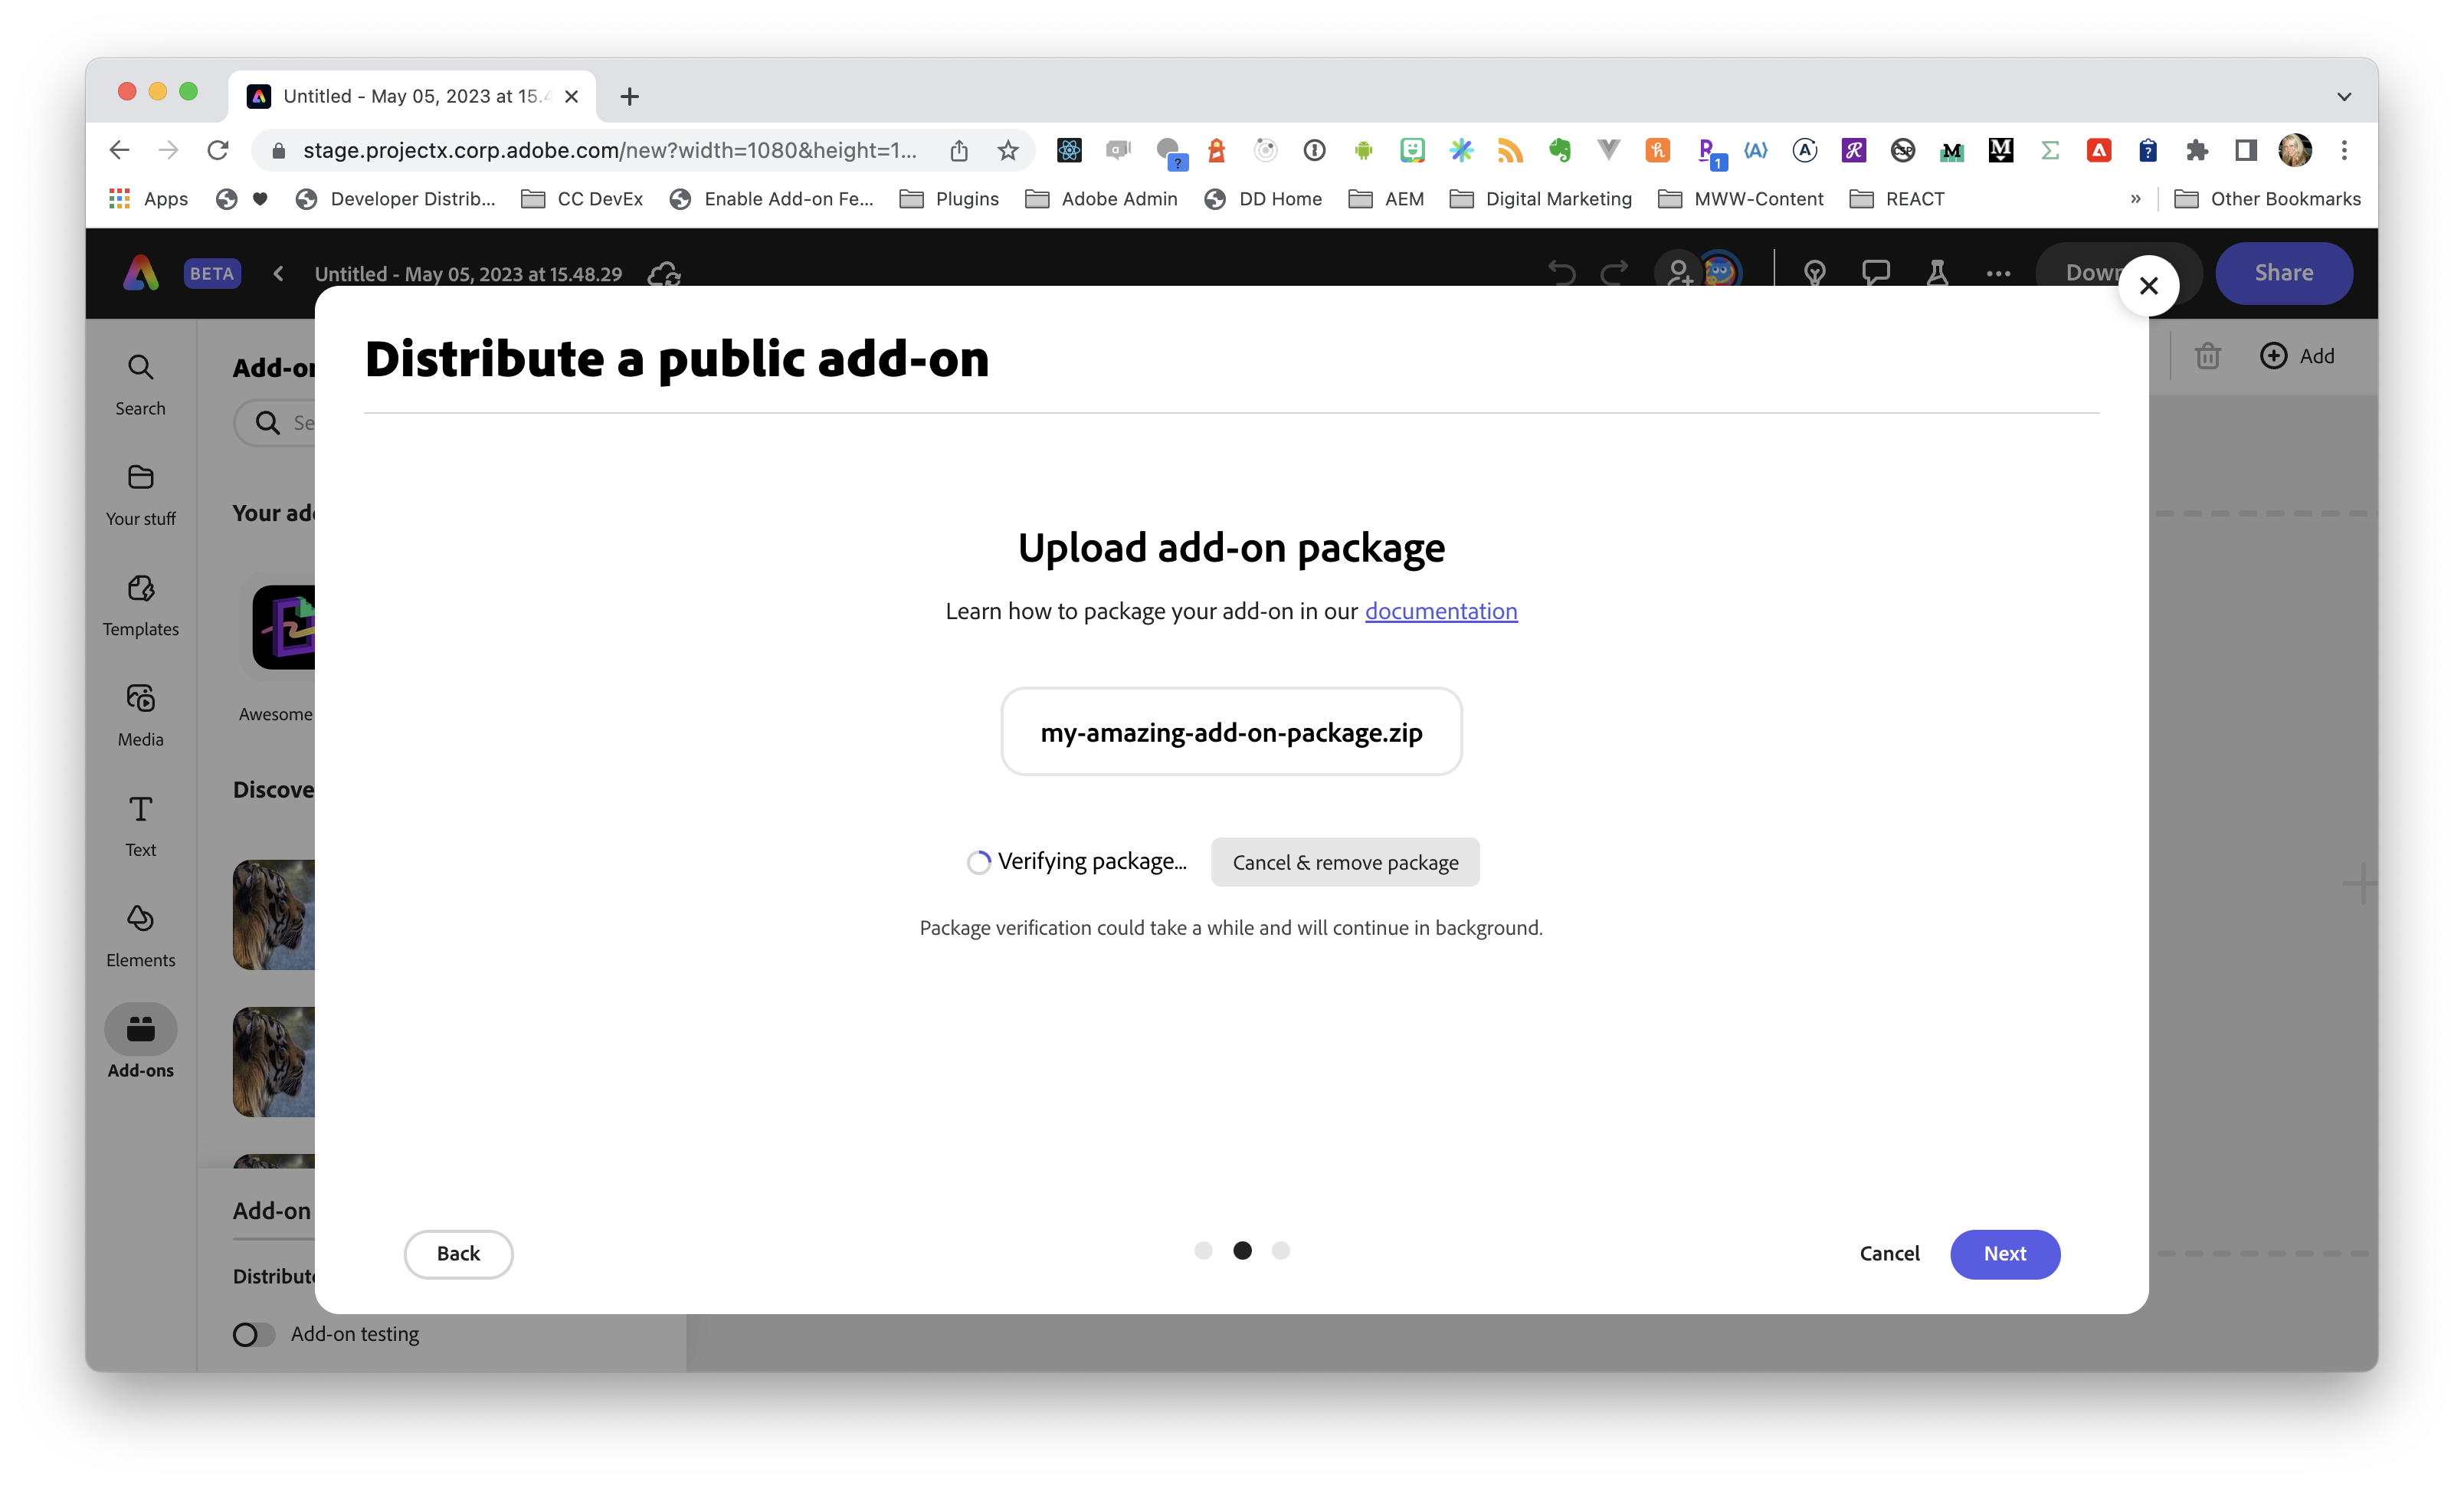 Untitled - May 05, 2023 at 15.4
stage.projectx.corp.adobe.com/new?width=1080&height=1...
Apps
Developer Distrib...
CC DevEx
Enable Add-on Fe...
Plugins
Adobe Admin
DD Home
AEM
Digital Marketing
MWW-Content
REACT
»
Other Bookmarks
BETA
Untitled - May 05, 2023 at 15.48.29
Down
Share
Add
Search
Your stuff
Templates
Media
Text
Elements
Add-ons
Add-on
Se
Your add
Awesome
Discove
Add-on
Distribute
Add-on testing
Distribute a public add-on
Upload add-on package
Learn how to package your add-on in our documentation
my-amazing-add-on-package.zip
Verifying package...
Cancel & remove package
Package verification could take a while and will continue in background.
Back
Cancel
Next